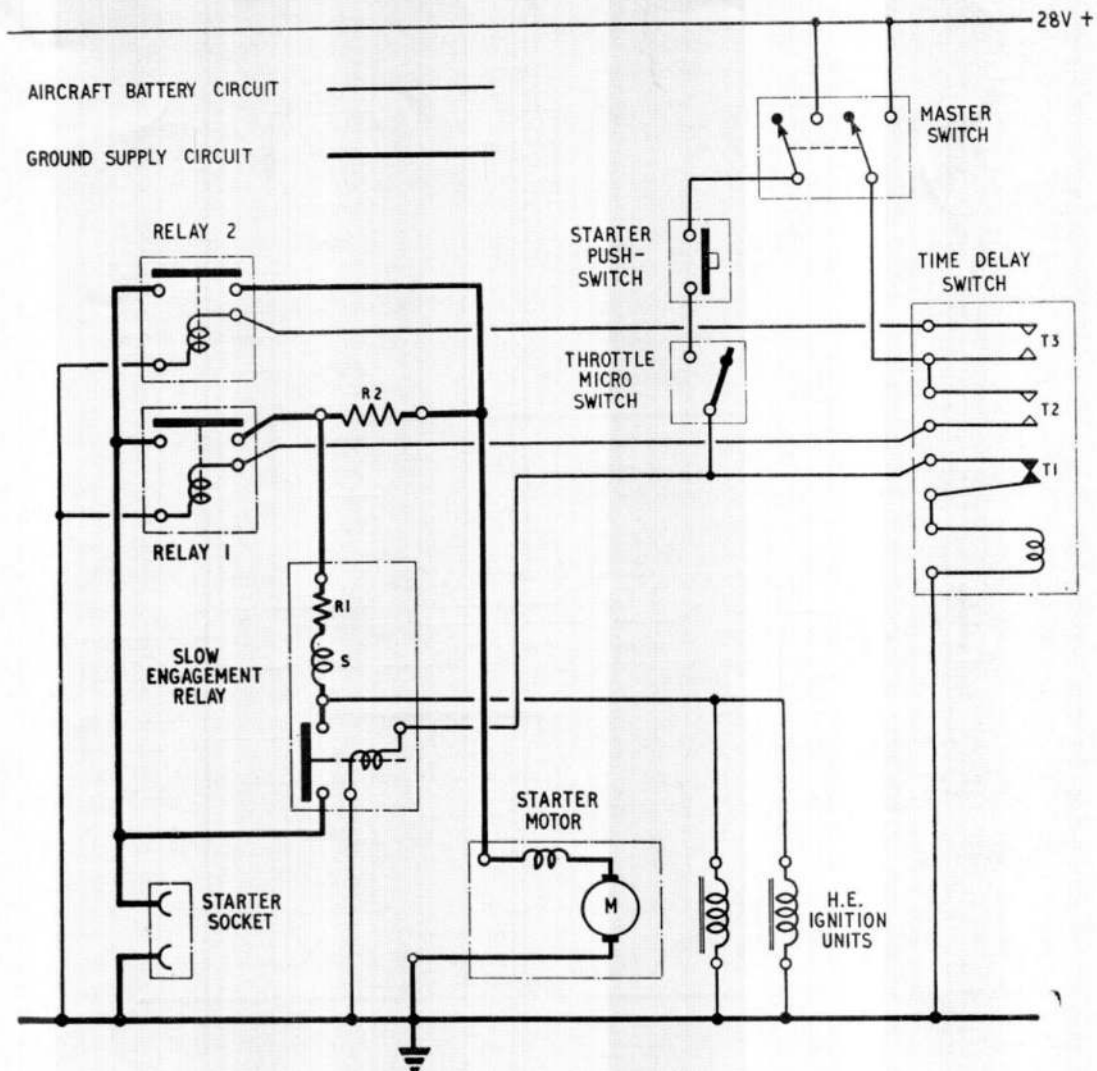 28V +
AIRCRAFT BATTERY CIRCUIT
GROUND SUPPLY CIRCUIT
MASTER
SWITCH
RELAY 2
STARTER
PUSH-
SWITCH
TIME DELAY
SWITCH
T3
THROTTLE
MICRO
SWITCH
R2
T2
T1
RELAY 1
R1
S
SLOW
ENGAGEMENT
RELAY
STARTER
MOTOR
M
STARTER
SOCKET
H.E.
IGNITION
UNITS